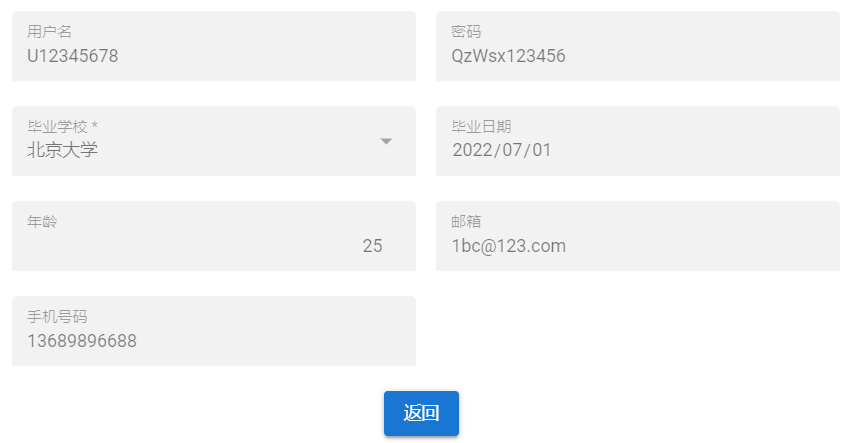 用户名
U12345678
密码
QzWsx123456
毕业学校 *
北京大学
毕业日期
2022/07/01
年龄
25
邮箱
1bc@123.com
手机号码
13689896688
返回